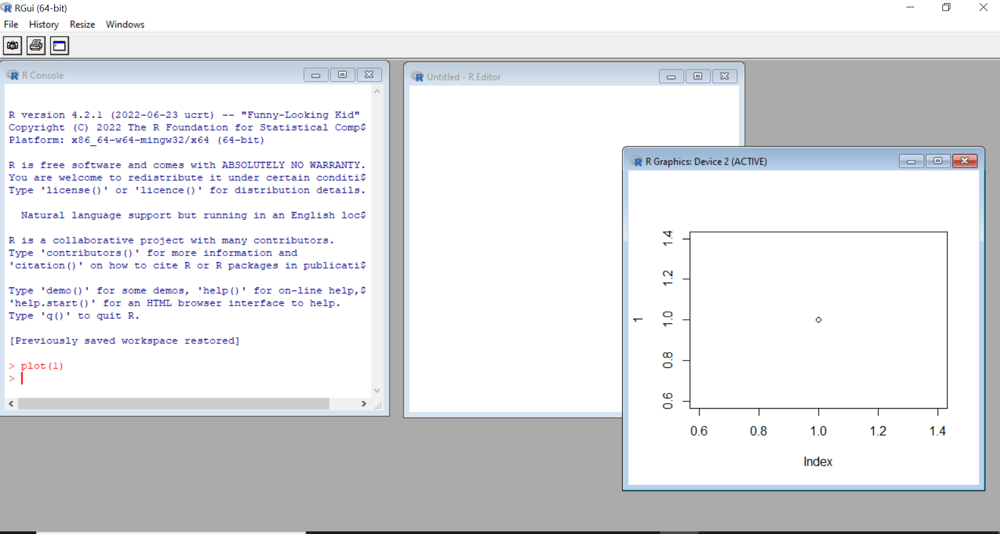 RGui (64-bit)
File History Resize Windows
R Console
R version 4.2.1 (2022-06-23 ucrt) -- "Funny-Looking Kid"
Copyright (C) 2022 The R Foundation for Statistical Comp$
Platform: x86_64-w64-mingw32/x64 (64-bit)
R is free software and comes with ABSOLUTELY NO WARRANTY.
You are welcome to redistribute it under certain conditi$
Type 'license()' or 'licence()' for distribution details.
Natural language support but running in an English loc$
R is a collaborative project with many contributors.
Type 'contributors()' for more information and
'citation()' on how to cite R or R packages in publicati$
Type 'demo()' for some demos, 'help()' for on-line help,$
'help.start()' for an HTML browser interface to help.
Type 'q()' to quit R.
[Previously saved workspace restored]
> plot(1)
>
Untitled - R Editor
R Graphics: Device 2 (ACTIVE)
1.4
1.2
1.0
0.8
0.6
1
0.6 0.8 1.0 1.2 1.4
Index